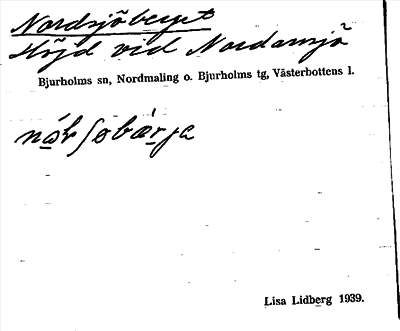 Nordsjöberget
Höjd vid Nordansjö
Bjurholms sn, Nordmaling o. Bjurholms tg, Västerbottens l.
Lisa Lidberg 1939.